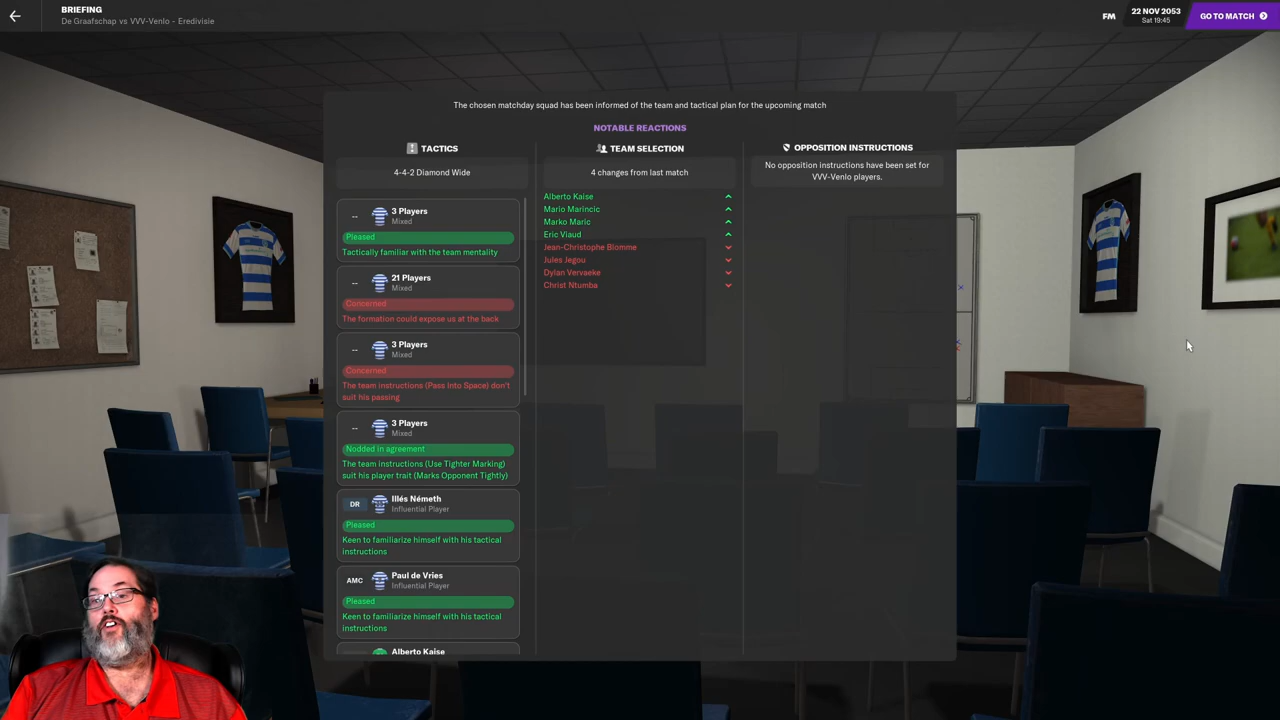 BRIEFING
De Graafschap vs VVV-Venlo - Eredivisie
FM
22 NOV 2053
Sat 19:45
GO TO MATCH
The chosen matchday squad has been informed of the team and tactical plan for the upcoming match
NOTABLE REACTIONS
TACTICS
4-4-2 Diamond Wide
-- 3 Players
Mixed
Pleased
Tactically familiar with the team mentality
-- 21 Players
Mixed
Concerned
The formation could expose us at the back
-- 3 Players
Mixed
Concerned
The team instructions (Pass Into Space) don't
suit his passing
-- 3 Players
Mixed
Nodded in agreement
The team instructions (Use Tighter Marking)
suit his player trait (Marks Opponent Tightly)
DR Illés Németh
Influential Player
Pleased
Keen to familiarize himself with his tactical
instructions
AMC Paul de Vries
Influential Player
Pleased
Keen to familiarize himself with his tactical
instructions
Alberto Kaise
TEAM SELECTION
4 changes from last match
Alberto Kaise
Mario Marincic
Marko Maric
Eric Viaud
Jean-Christophe Blomme
Jules Jegou
Dylan Vervaeke
Christ Ntumba
OPPOSITION INSTRUCTIONS
No opposition instructions have been set for
VVV-Venlo players.